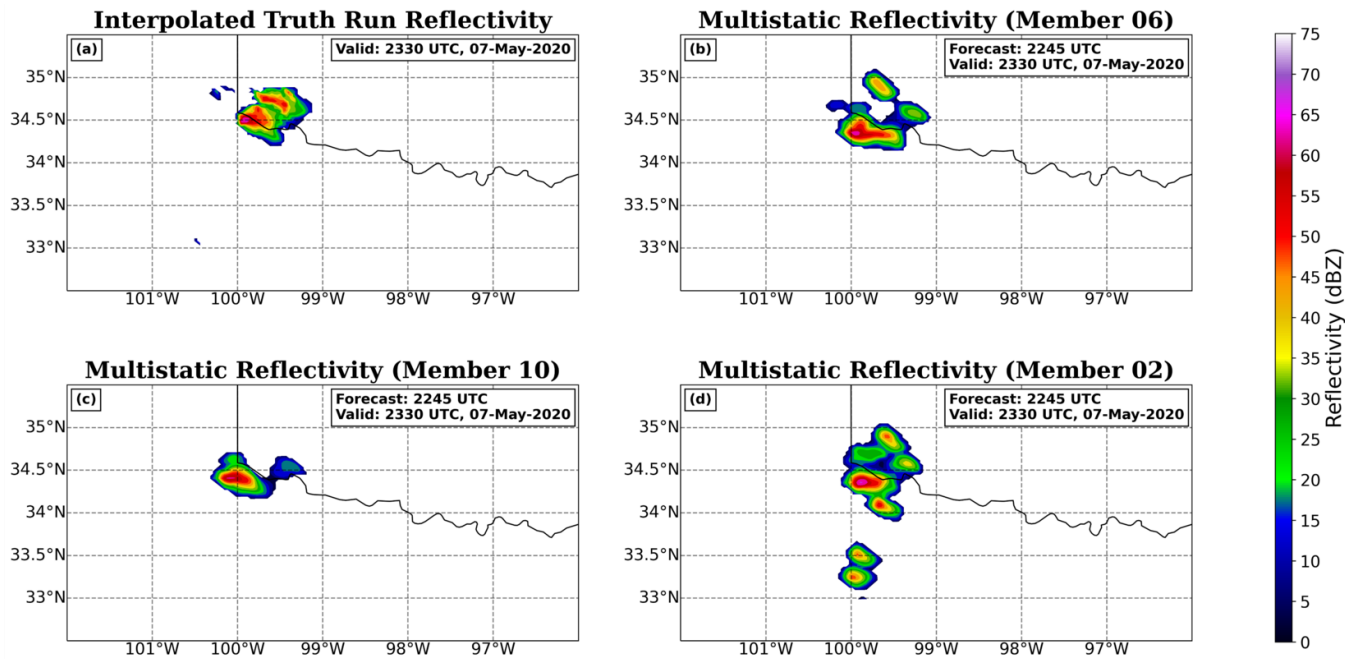 Interpolated Truth Run Reflectivity
(a)
Valid: 2330 UTC, 07-May-2020
35°N
34.5°N
34°N
33.5°N
33°N
101°W 100°W 99°W 98°W 97°W
Multistatic Reflectivity (Member 06)
(b)
Forecast: 2245 UTC
Valid: 2330 UTC, 07-May-2020
35°N
34.5°N
34°N
33.5°N
33°N
101°W 100°W 99°W 98°W 97°W
Multistatic Reflectivity (Member 10)
(c)
Forecast: 2245 UTC
Valid: 2330 UTC, 07-May-2020
35°N
34.5°N
34°N
33.5°N
33°N
101°W 100°W 99°W 98°W 97°W
Multistatic Reflectivity (Member 02)
(d)
Forecast: 2245 UTC
Valid: 2330 UTC, 07-May-2020
35°N
34.5°N
34°N
33.5°N
33°N
101°W 100°W 99°W 98°W 97°W
75
70
65
60
55
50
45
40
35
30
25
20
15
10
5
0
Reflectivity (dBZ)